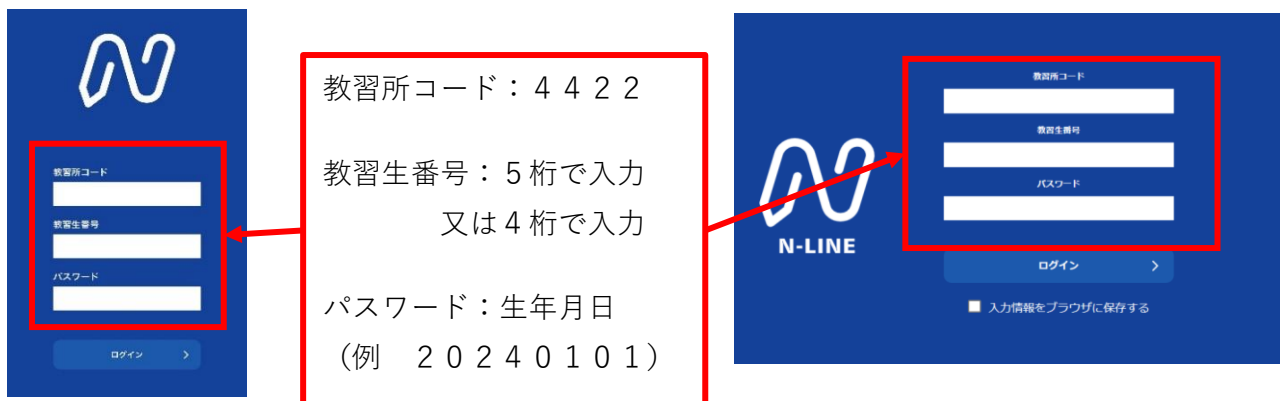 教習所コード
教習生番号
パスワード
ログイン
教習所コード：４４２２
教習生番号：５桁で入力
又は４桁で入力
パスワード：生年月日
（例　２０２４０１０１）
N-LINE
教習所コード
教習生番号
パスワード
ログイン
入力情報をブラウザに保存する